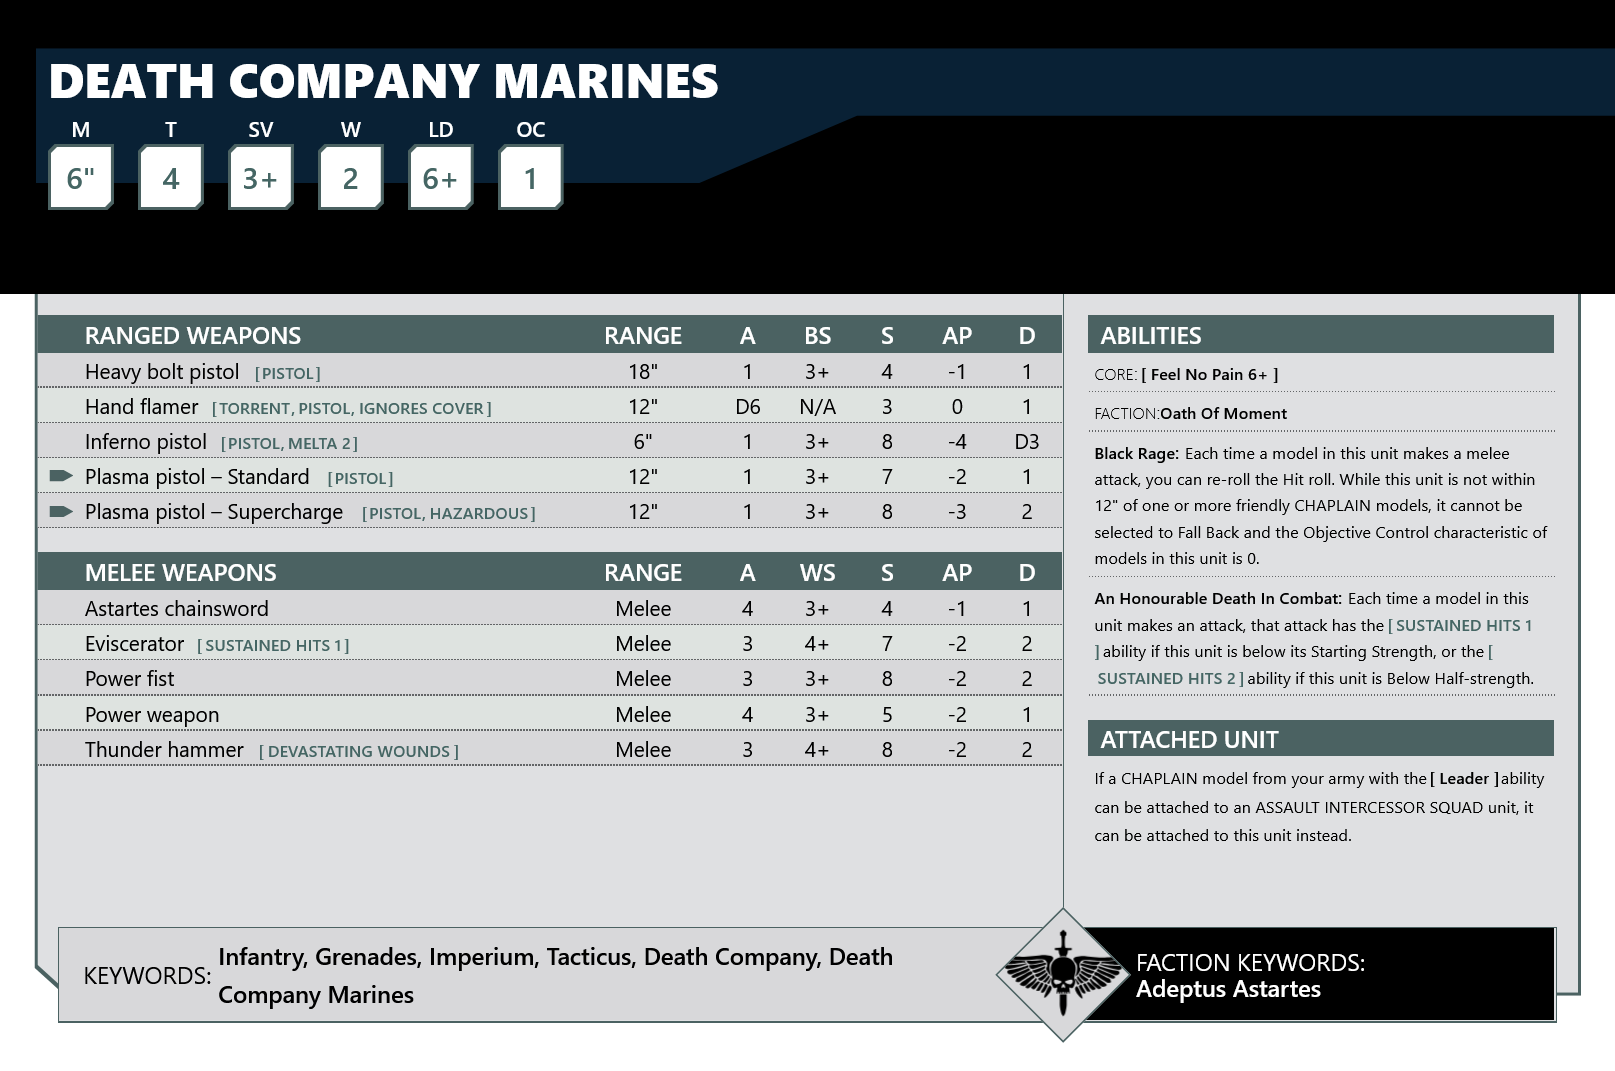 DEATH COMPANY MARINES
M T SV W LD OC
6" 4 3+ 2 6+ 1
RANGED WEAPONS RANGE A BS S AP D
Heavy bolt pistol [PISTOL] 18" 1 3+ 4 -1 1
Hand flamer [TORRENT, PISTOL, IGNORES COVER] 12" D6 N/A 3 0 1
Inferno pistol [PISTOL, MELTA 2] 6" 1 3+ 8 -4 D3
Plasma pistol – Standard [PISTOL] 12" 1 3+ 7 -2 1
Plasma pistol – Supercharge [PISTOL, HAZARDOUS] 12" 1 3+ 8 -3 2
MELEE WEAPONS RANGE A WS S AP D
Astartes chainsword Melee 4 3+ 4 -1 1
Eviscerator [SUSTAINED HITS 1] Melee 3 4+ 7 -2 2
Power fist Melee 3 3+ 8 -2 2
Power weapon Melee 4 3+ 5 -2 1
Thunder hammer [DEVASTATING WOUNDS] Melee 3 4+ 8 -2 2
ABILITIES
CORE: [ Feel No Pain 6+ ]
FACTION:Oath Of Moment
Black Rage: Each time a model in this unit makes a melee
attack, you can re-roll the Hit roll. While this unit is not within
12" of one or more friendly CHAPLAIN models, it cannot be
selected to Fall Back and the Objective Control characteristic of
models in this unit is 0.
An Honourable Death In Combat: Each time a model in this
unit makes an attack, that attack has the [ SUSTAINED HITS 1
] ability if this unit is below its Starting Strength, or the [
SUSTAINED HITS 2 ] ability if this unit is Below Half-strength.
ATTACHED UNIT
If a CHAPLAIN model from your army with the [ Leader ] ability
can be attached to an ASSAULT INTERCESSOR SQUAD unit, it
can be attached to this unit instead.
KEYWORDS: Infantry, Grenades, Imperium, Tacticus, Death Company, Death
Company Marines
FACTION KEYWORDS:
Adeptus Astartes